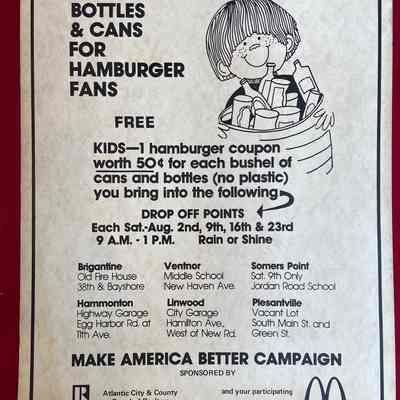 BOTTLES
& CANS
FOR
HAMBURGER
FANS
FREE
KIDS—1 hamburger coupon
worth 50¢ for each bushel of
cans and bottles (no plastic)
you bring into the following
DROP OFF POINTS
Each Sat-Aug. 2nd, 9th, 16th & 23rd
9 A.M. - 1 P.M. Rain or Shine
Brigantine
Old Fire House
38th & Bayshore
Ventnor
Middle School
New Haven Ave.
Somers Point
Sat. 9th Only
Jordan Road School
Hammonton
Highway Garage
Egg Harbor Rd. at
11th Ave.
Linwood
City Garage
Hamilton Ave.,
West of New Rd.
Plesantville
Vacant Lot
South Main St. and
Green St.
MAKE AMERICA BETTER CAMPAIGN
SPONSORED BY
R
Atlantic City & County
and your participating